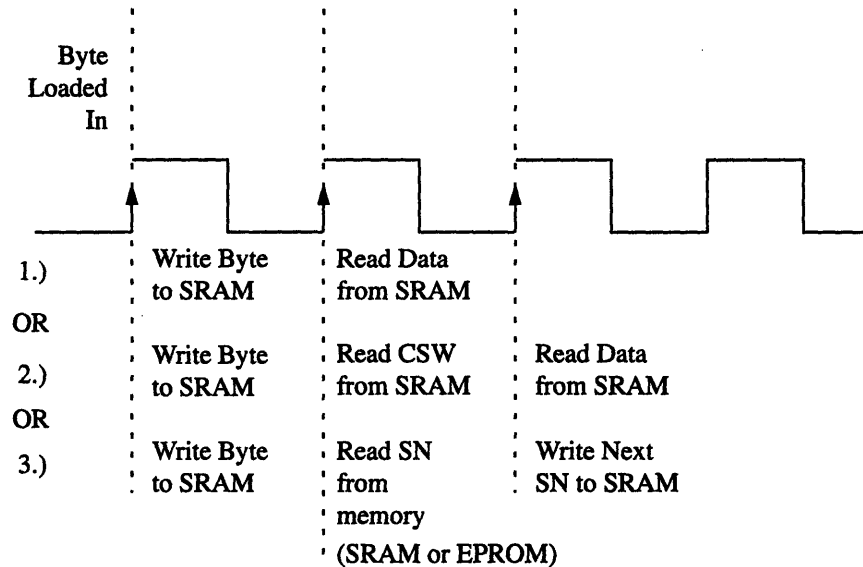 Byte
Loaded
In
1.)
Write Byte
to SRAM
Read Data
from SRAM
OR
2.)
Write Byte
to SRAM
Read CSW
from SRAM
Read Data
from SRAM
OR
3.)
Write Byte
to SRAM
Read SN
from
memory
(SRAM or EPROM)
Write Next
SN to SRAM